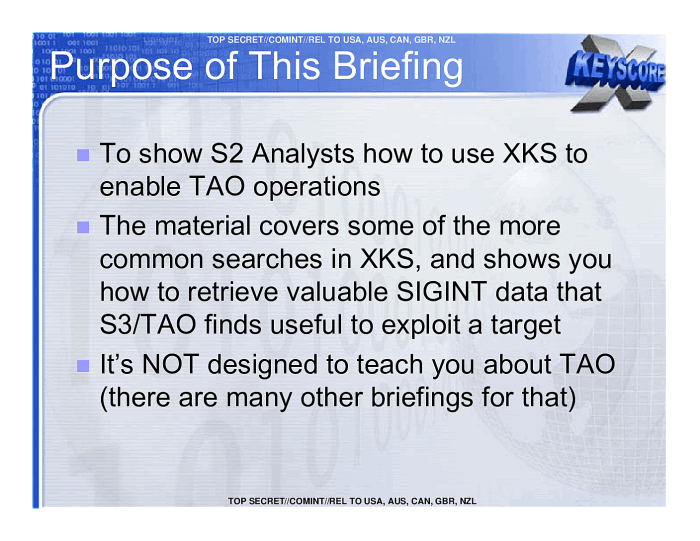 TOP SECRET//COMINT//REL TO USA, AUS, CAN, GBR, NZL
Purpose of This Briefing
XKEYSCORE
To show S2 Analysts how to use XKS to
enable TAO operations
The material covers some of the more
common searches in XKS, and shows you
how to retrieve valuable SIGINT data that
S3/TAO finds useful to exploit a target
It’s NOT designed to teach you about TAO
(there are many other briefings for that)
TOP SECRET//COMINT//REL TO USA, AUS, CAN, GBR, NZL